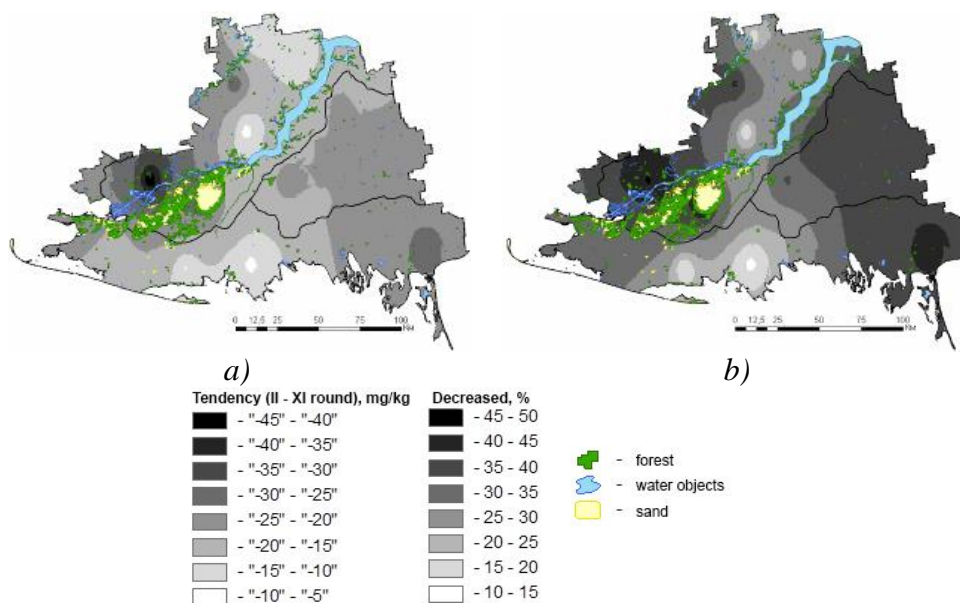 0 12,5 25 50 75 100
KM
0 12,5 25 50 75 100
KM
a)
b)
Tendency (II - XI round), mg/kg
- "-45" - "-40"
- "-40" - "-35"
- "-35" - "-30"
- "-30" - "-25"
- "-25" - "-20"
- "-20" - "-15"
- "-15" - "-10"
- "-10" - "-5"
Decreased, %
- 45 - 50
- 40 - 45
- 35 - 40
- 30 - 35
- 25 - 30
- 20 - 25
- 15 - 20
- 10 - 15
- forest
- water objects
- sand